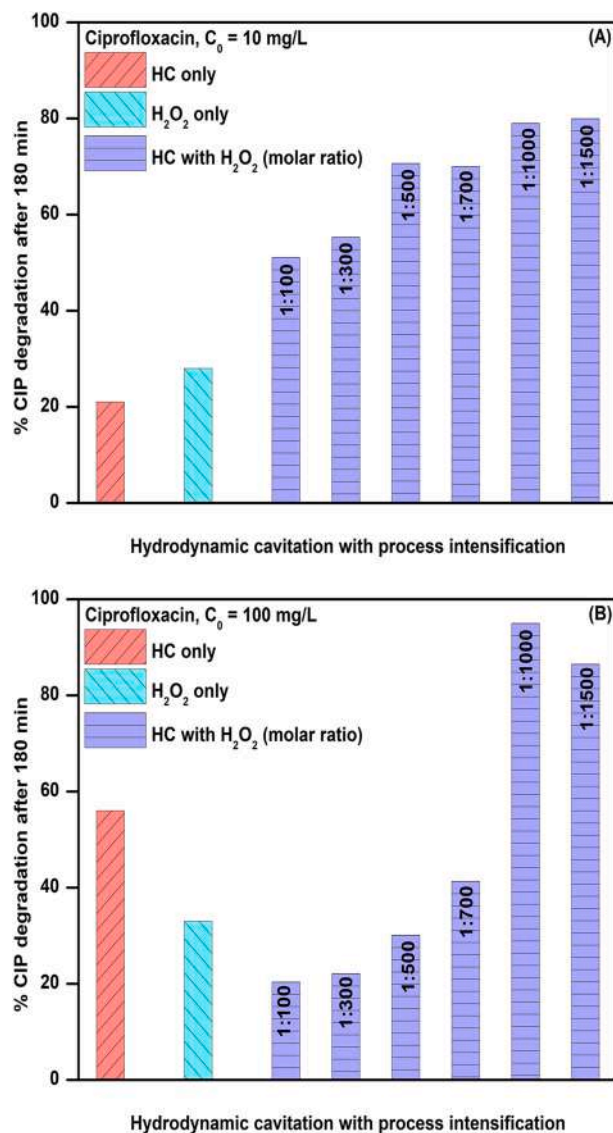 100
80
60
40
20
0
% CIP degradation after 180 min
Ciprofloxacin, C₀ = 10 mg/L
(A)
HC only
H₂O₂ only
HC with H₂O₂ (molar ratio)
1:100
1:300
1:500
1:700
1:1000
1:1500
Hydrodynamic cavitation with process intensification
100
80
60
40
20
0
% CIP degradation after 180 min
Ciprofloxacin, C₀ = 100 mg/L
(B)
HC only
H₂O₂ only
HC with H₂O₂ (molar ratio)
1:100
1:300
1:500
1:700
1:1000
1:1500
Hydrodynamic cavitation with process intensification